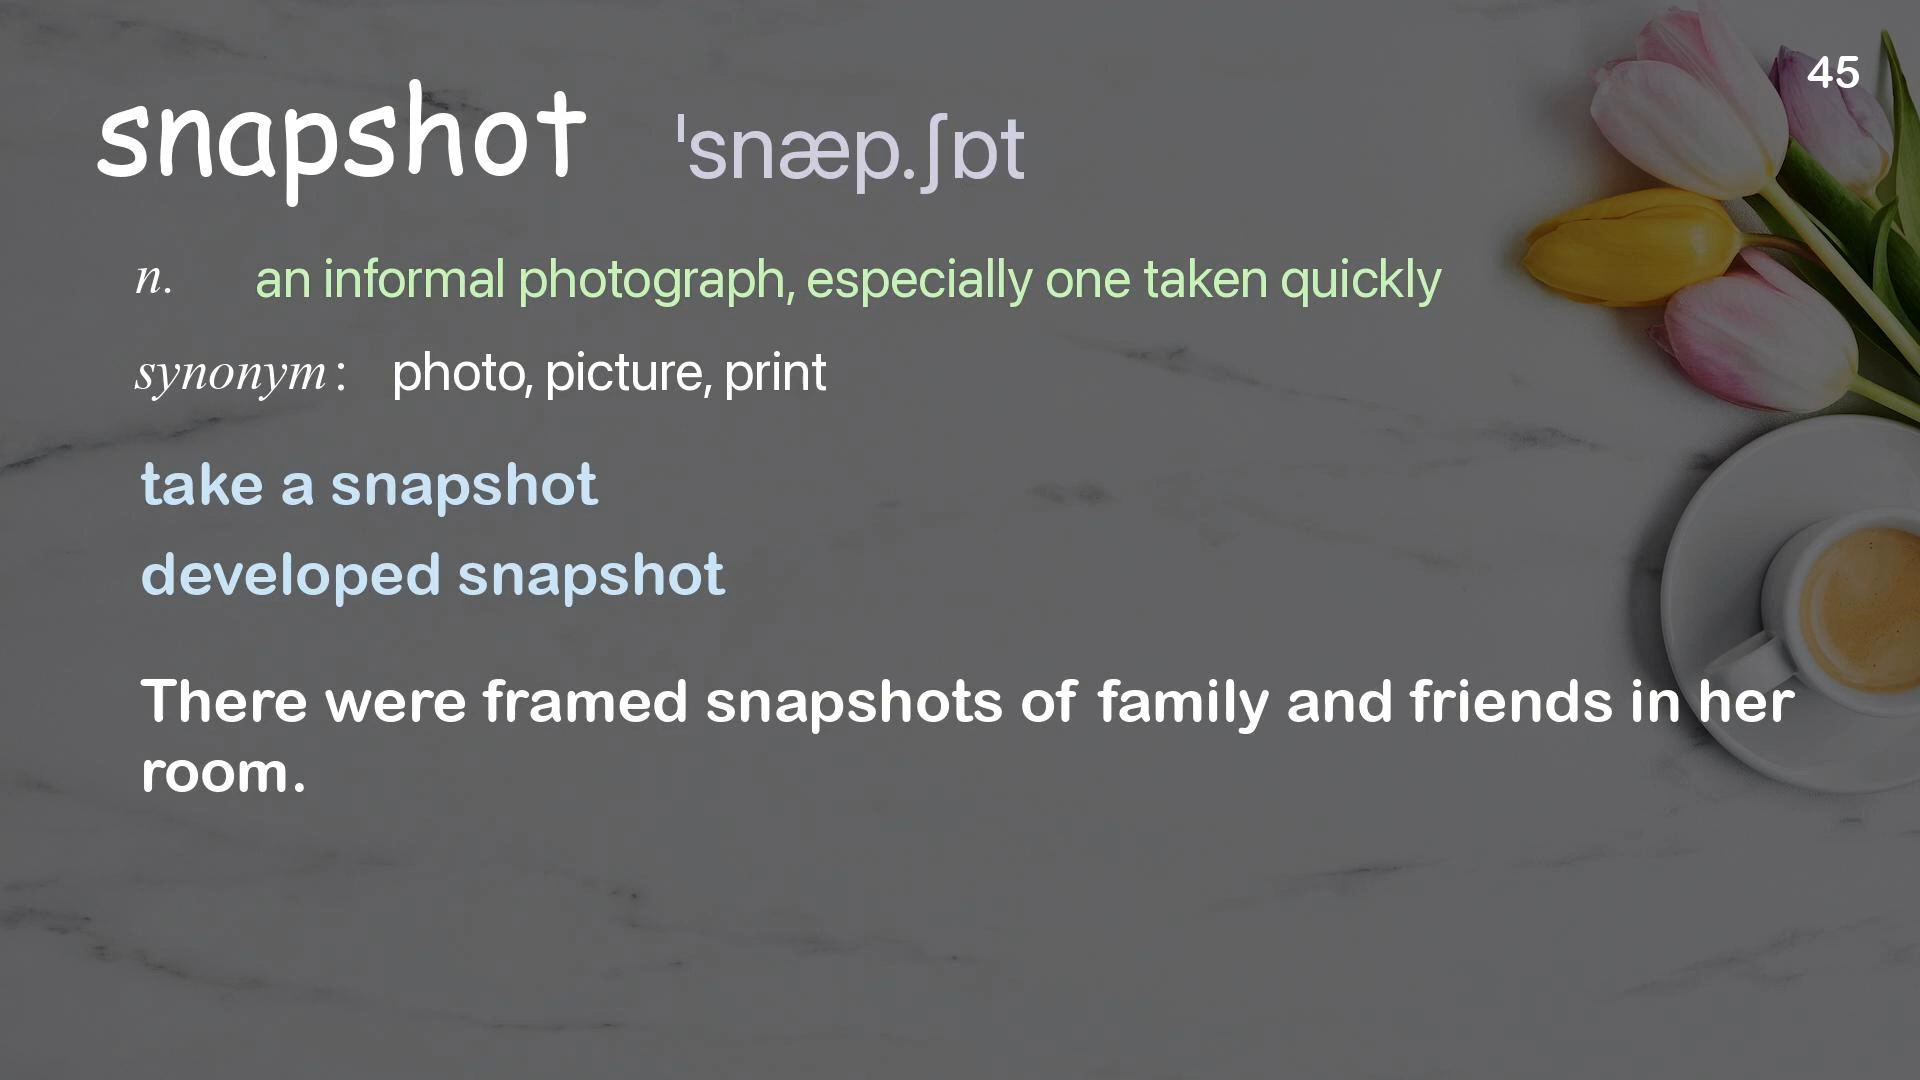 45
snapshot ˈsnæp.ʃɒt
n. an informal photograph, especially one taken quickly
synonym: photo, picture, print
take a snapshot
developed snapshot
There were framed snapshots of family and friends in her
room.